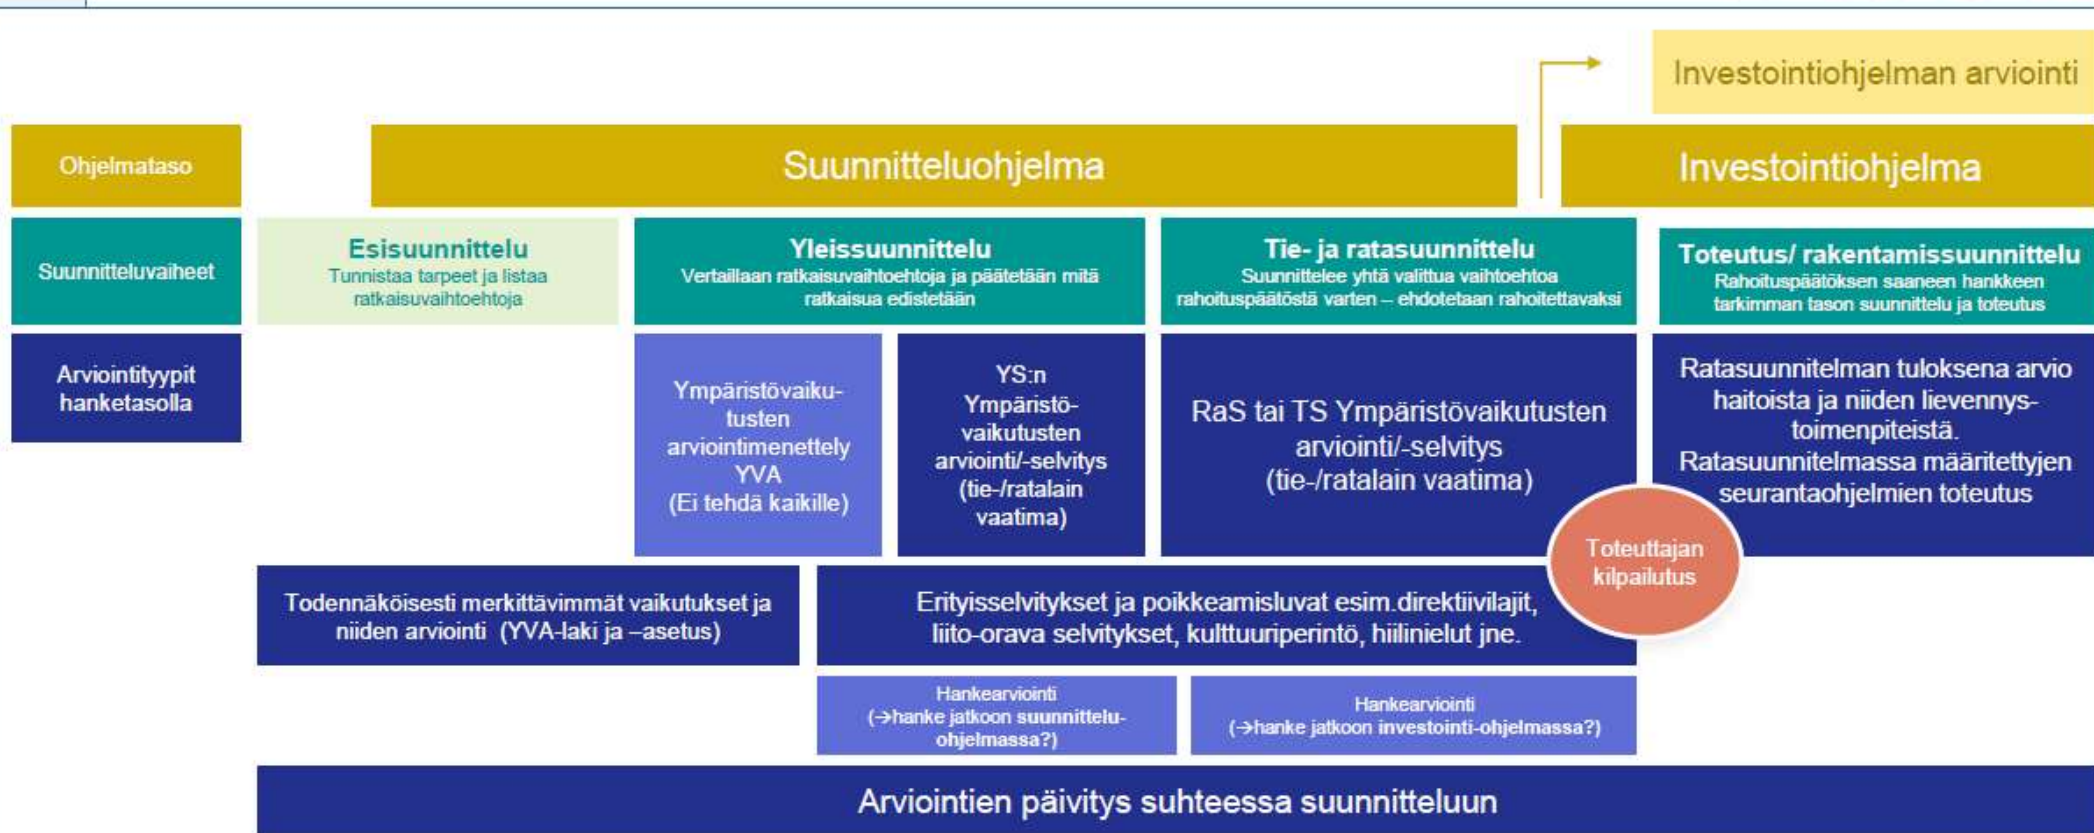 Investointiohjelman arviointi
Ohjelmataso
Suunnitteluohjelma
Investointiohjelma
Suunnitteluvaiheet
Esisuunnittelu
Tunnistaa tarpeet ja listaa
ratkaisuvaihtoehtoja
Yleissuunnittelu
Vertaillaan ratkaisuvaihtoehtoja ja päätetään mitä
ratkaisua edistetään
Tie- ja ratasuunnittelu
Suunnittelee yhtä valittua vaihtoehtoa
rahoituspäätöstä varten – ehdotetaan rahoitettavaksi
Toteutus/ rakentamissuunnittelu
Rahoituspäätöksen saaneen hankkeen
tarkimman tason suunnittelu ja toteutus
Arviointityypit
hanketasolla
Ympäristövaiku-
tusten
arviointimenettely
YVA
(Ei tehdä kaikille)
YS:n
Ympäristö-
vaikutusten
arviointi/-selvitys
(tie-/ratalain
vaatima)
RaS tai TS Ympäristövaikutusten
arviointi/-selvitys
(tie-/ratalain vaatima)
Ratasuunnitelman tuloksena arvio
haitoista ja niiden lievennys-
toimenpiteistä.
Ratasuunnitelmassa määritettyjen
seurantaohjelmien toteutus
Toteuttajan
kilpailutus
Todennäköisesti merkittävimmät vaikutukset ja
niiden arviointi (YVA-laki ja –asetus)
Erityisselvitykset ja poikkeamisluvat esim.direktiivilajit,
liito-orava selvitykset, kulttuuriperintö, hiilinielut jne.
Hankearviointi
(→hanke jatkoon suunnittelu-
ohjelmassa?)
Hankearviointi
(→hanke jatkoon investointi-ohjelmassa?)
Arviointien päivitys suhteessa suunnitteluun